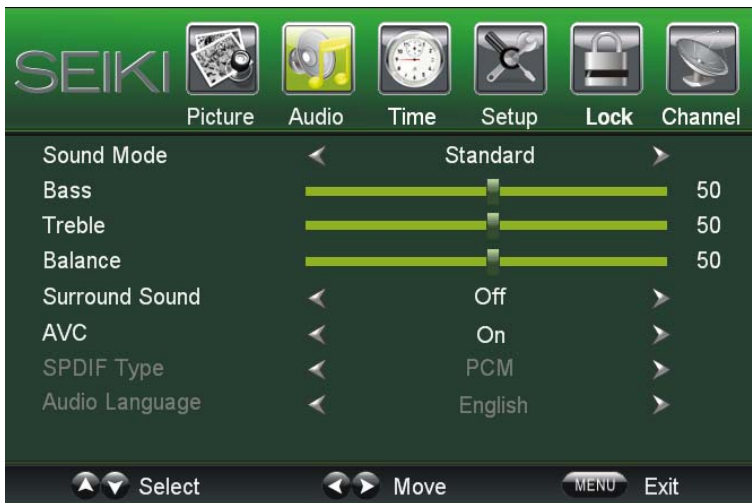 SEIKI
Picture Audio Time Setup Lock Channel
Sound Mode Standard
Bass 50
Treble 50
Balance 50
Surround Sound Off
AVC On
SPDIF Type PCM
Audio Language English
Select Move MENU Exit